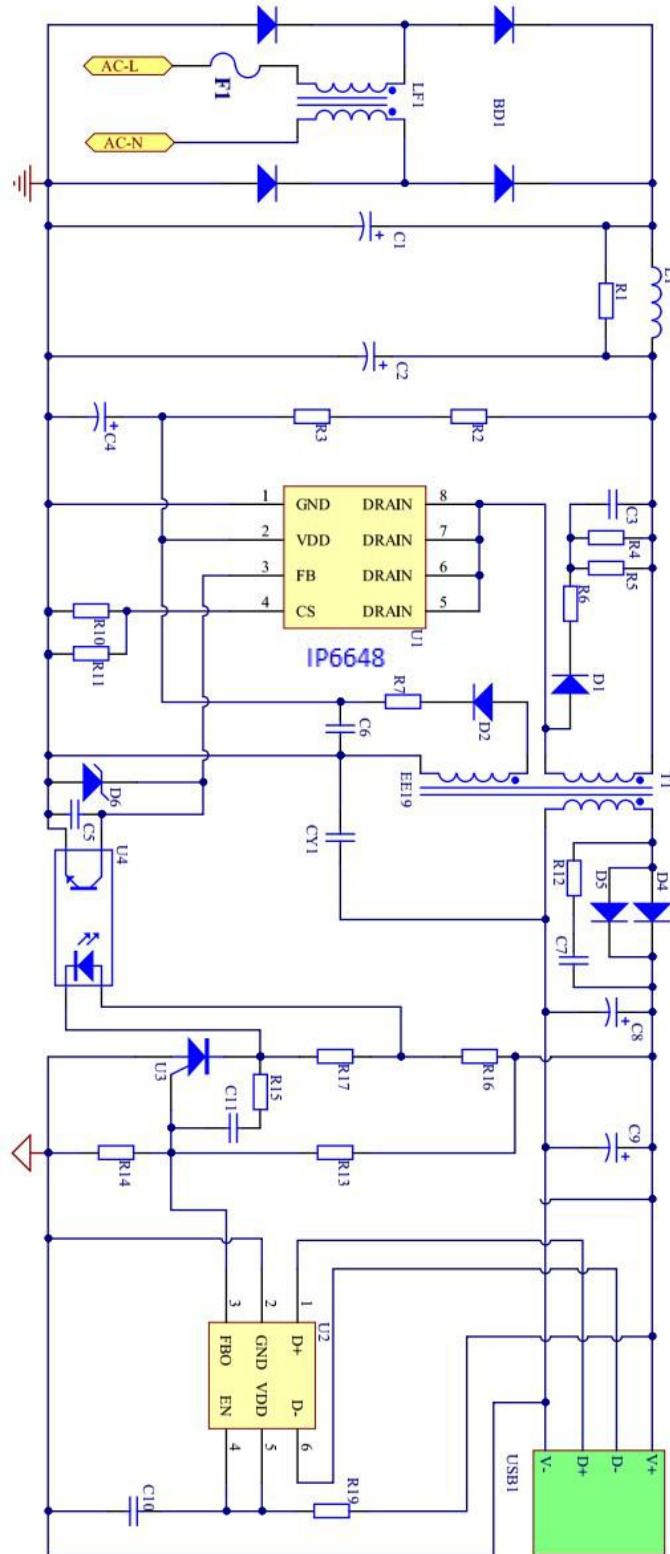 AC-L
F1
LF1
AC-N
BD1
C1
R1
C2
C4
R3
R2
1
GND
DRAIN
8
2
VDD
DRAIN
7
3
FB
DRAIN
6
4
CS
DRAIN
5
U1
IP6648
C3
R4
R5
R6
D1
R10
R11
R7
D2
C6
EE19
T1
D6
C5
CY1
U4
R12
D5
D4
C7
C8
U3
R17
R16
R15
C11
C9
R14
R13
3
2
1
U2
FBO
GND
D+
EN
VDD
D-
4
5
6
C10
R19
USB1
V-
D+
D-
V+